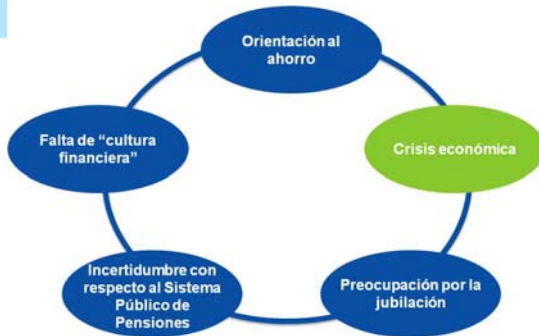 Orientación al
ahorro
Falta de “cultura
financiera”
Crisis económica
Incertidumbre con
respecto al Sistema
Público de
Pensiones
Preocupación por la
jubilación